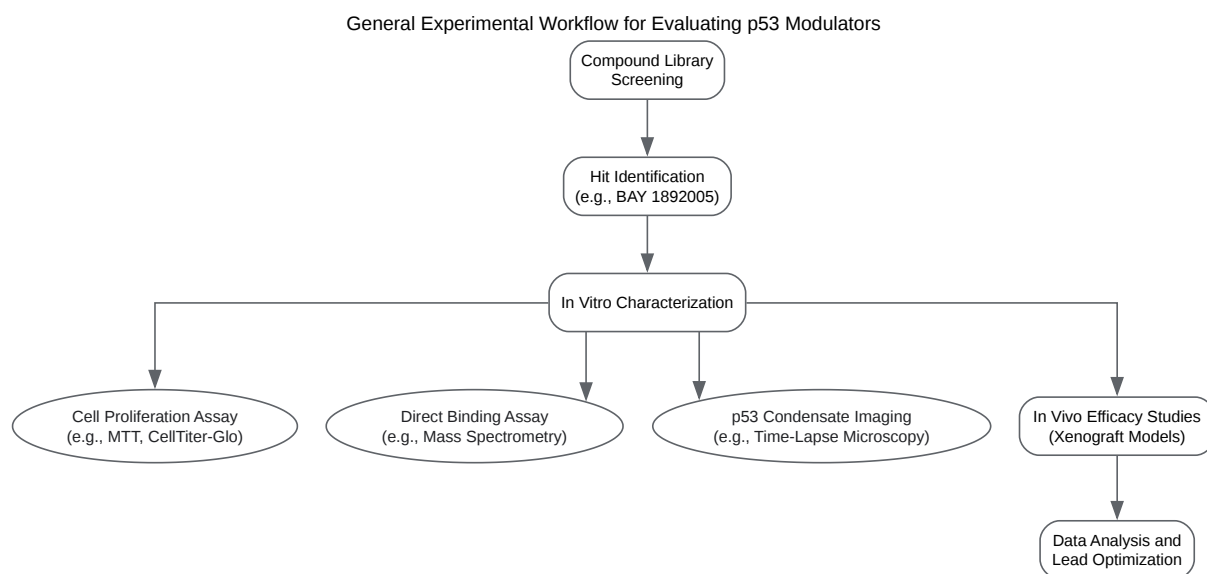 General Experimental Workflow for Evaluating p53 Modulators
Compound Library
Screening
Hit Identification
(e.g., BAY 1892005)
In Vitro Characterization
Cell Proliferation Assay
(e.g., MTT, CellTiter-Glo)
Direct Binding Assay
(e.g., Mass Spectrometry)
p53 Condensate Imaging
(e.g., Time-Lapse Microscopy)
In Vivo Efficacy Studies
(Xenograft Models)
Data Analysis and
Lead Optimization